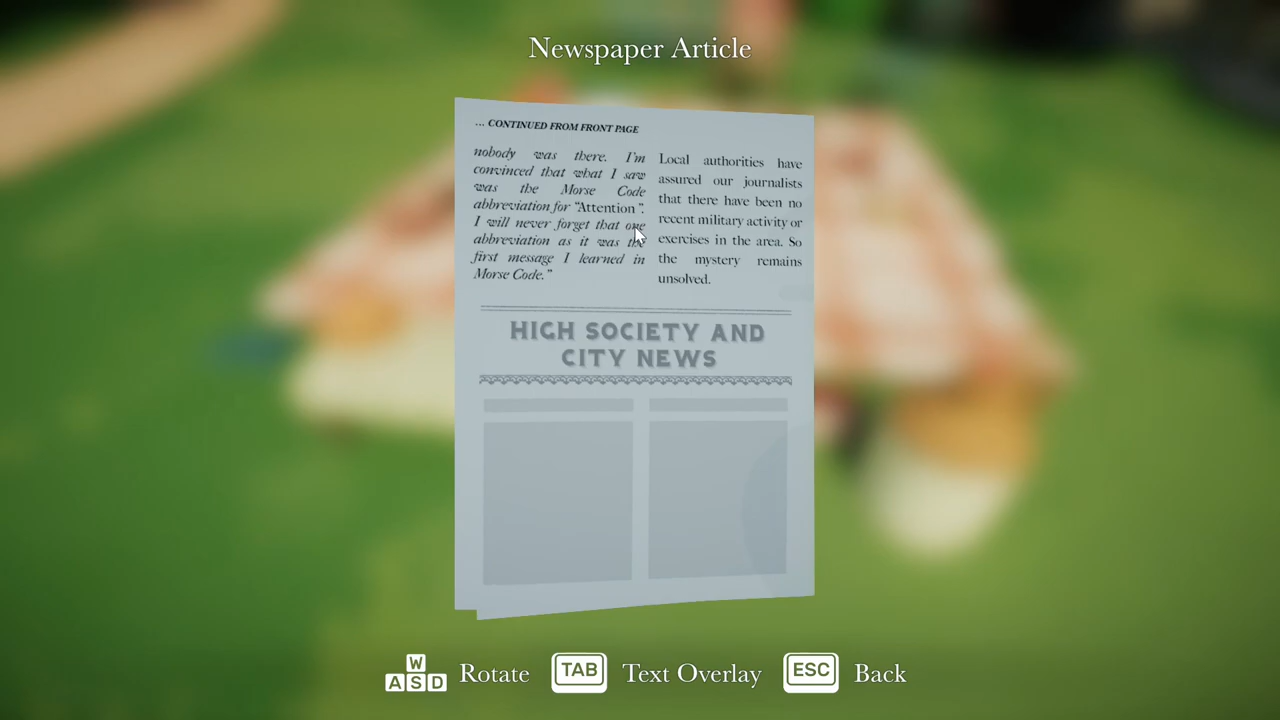 Newspaper Article
... CONTINUED FROM FRONT PAGE
nobody was there. I'm
convinced that what I saw
was the Morse Code
abbreviation for "Attention".
I will never forget that one
abbreviation as it was the
first message I learned in
Morse Code."
Local authorities have
assured our journalists
that there have been no
recent military activity or
exercises in the area. So
the mystery remains
unsolved.
HIGH SOCIETY AND
CITY NEWS
W
A S D Rotate TAB Text Overlay ESC Back